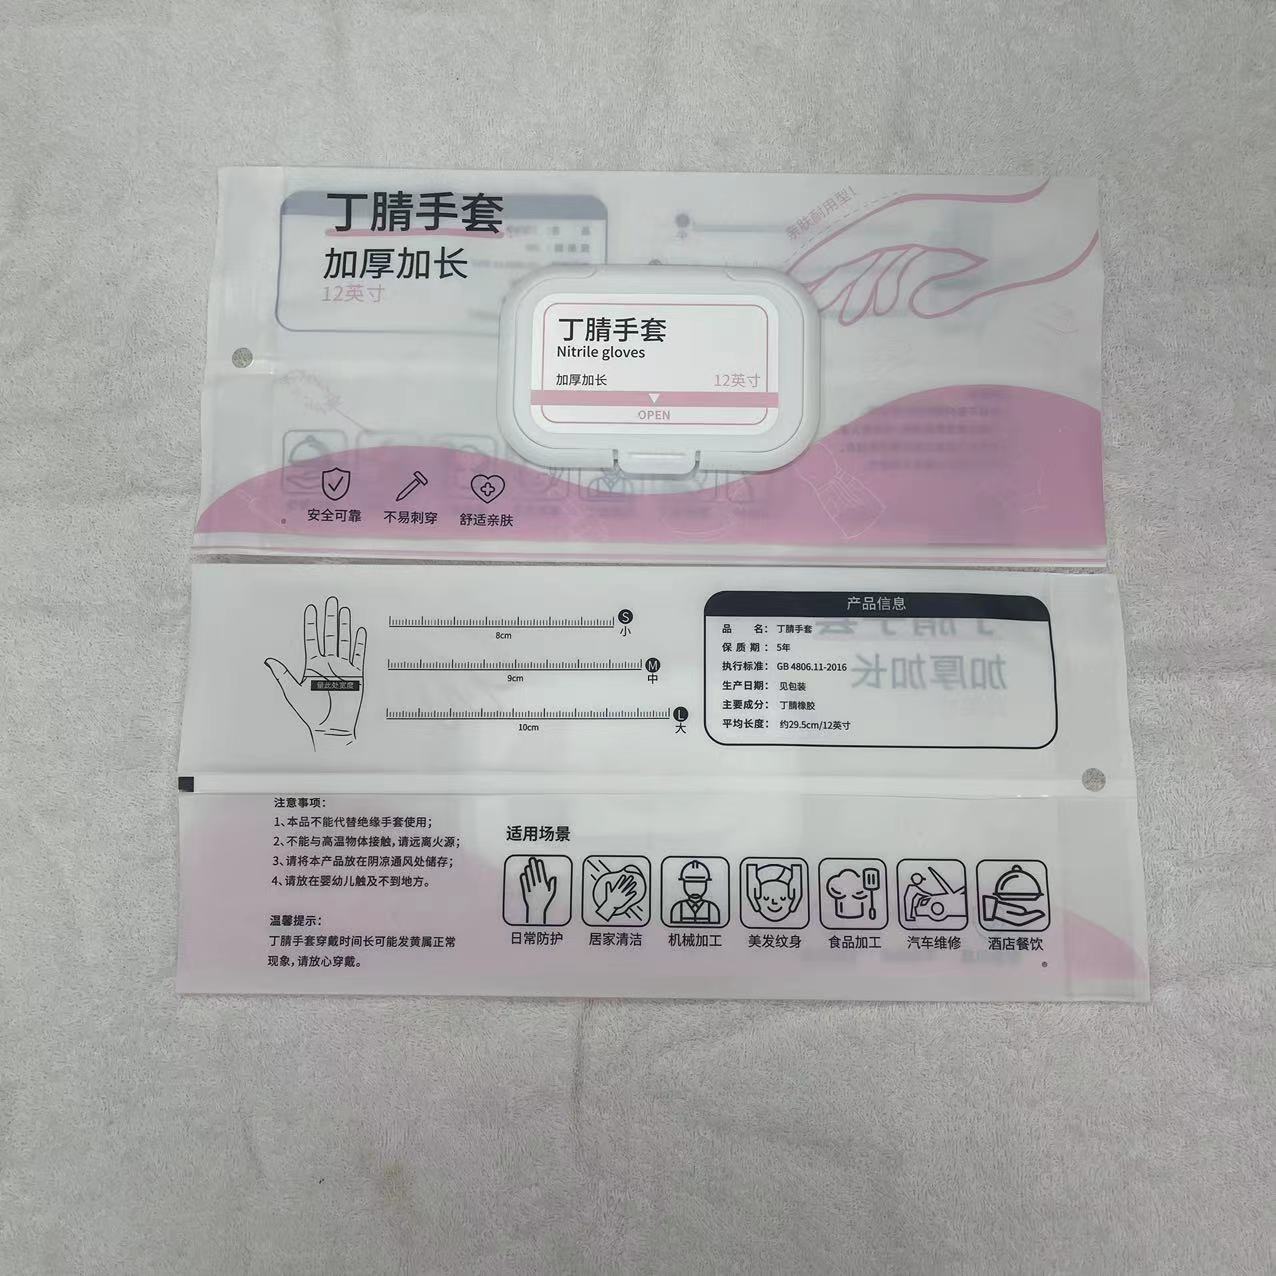 丁腈手套
加厚加长
12英寸
亲肤耐用型！
丁腈手套
Nitrile gloves
加厚加长
12英寸
OPEN
安全可靠
不易刺穿
舒适亲肤
量此处宽度
8cm
S
小
9cm
M
中
10cm
L
大
产品信息
品 名： 丁腈手套
保质期： 5年
执行标准： GB 4806.11-2016
生产日期： 见包装
主要成分： 丁腈橡胶
平均长度： 约29.5cm/12英寸
注意事项：
1、本品不能代替绝缘手套使用；
2、不能与高温物体接触，请远离火源；
3、请将本产品放在阴凉通风处储存；
4、请放在婴幼儿触及不到地方。
温馨提示：
丁腈手套穿戴时间长可能发黄属正常
现象，请放心穿戴。
适用场景
日常防护
居家清洁
机械加工
美发纹身
食品加工
汽车维修
酒店餐饮